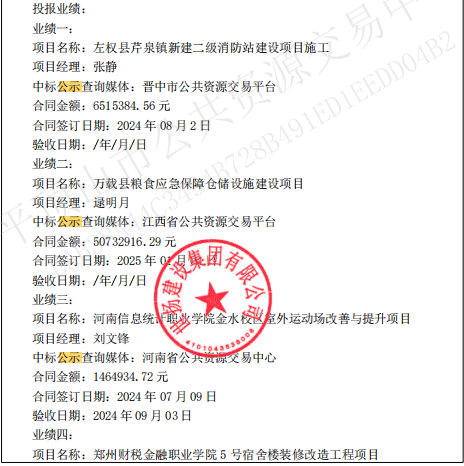 投报业绩：
业绩一：
项目名称：左权县芹泉镇新建二级消防站建设项目施工
项目经理：张静
中标公示查询媒体：晋中市公共资源交易平台
合同金额：6515384.56 元
合同签订日期：2024 年 08 月 2 日
验收日期：/年/月/日
业绩二：
项目名称：万载县粮食应急保障仓储设施建设项目
项目经理：逯明月
中标公示查询媒体：江西省公共资源交易平台
合同金额：50732916.29 元
合同签订日期：2025 年 0
验收日期：/年/月/日
业绩三：
项目名称：河南信息统计职业学院金水校区室外运动场改善与提升项目
项目经理：刘文锋
中标公示查询媒体：河南省公共资源交易中心
合同金额：1464934.72 元
合同签订日期：2024 年 07 月 09 日
验收日期：2024 年 09 月 03 日
业绩四：
项目名称：郑州财税金融职业学院 5 号宿舍楼装修改造工程项目
世扬建设集团有限公司
4101043838008